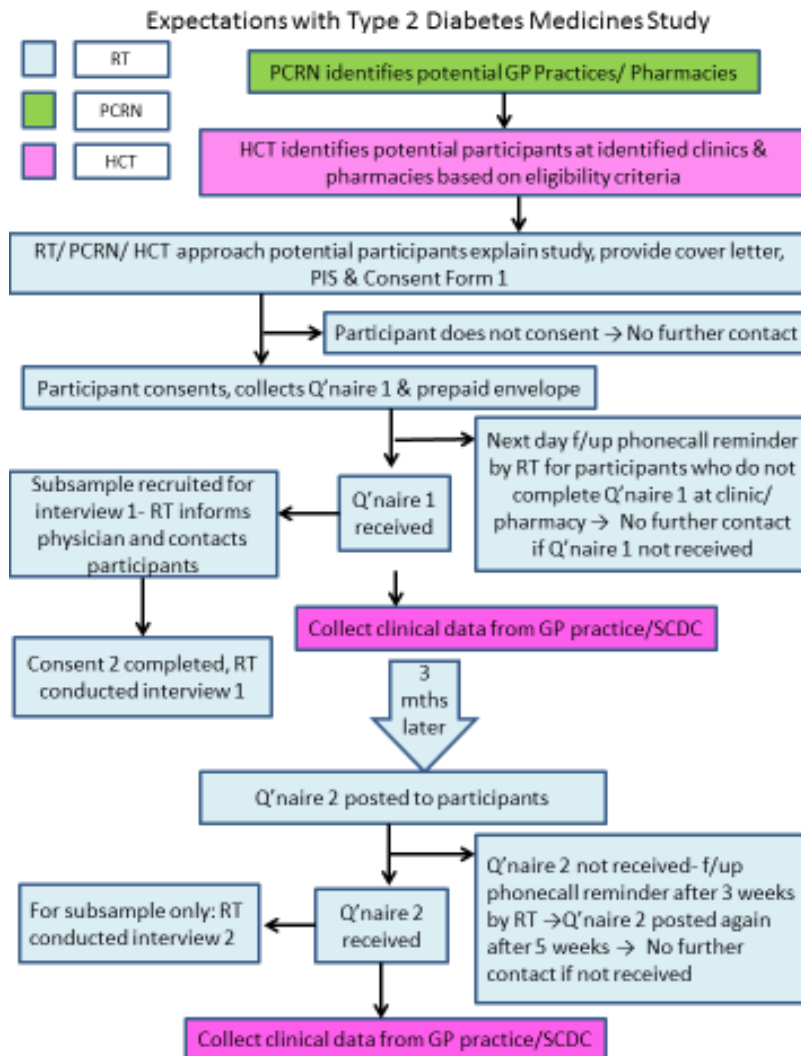 Expectations with Type 2 Diabetes Medicines Study
RT
PCRN
HCT
PCRN identifies potential GP Practices/ Pharmacies
HCT identifies potential participants at identified clinics &
pharmacies based on eligibility criteria
RT/ PCRN/ HCT approach potential participants explain study, provide cover letter,
PIS & Consent Form 1
Participant does not consent → No further contact
Participant consents, collects Q'naire 1 & prepaid envelope
Next day f/up phonecall reminder
by RT for participants who do not
complete Q'naire 1 at clinic/
pharmacy → No further contact
if Q'naire 1 not received
Subsample recruited for
interview 1- RT informs
physician and contacts
participants
Q'naire 1
received
Collect clinical data from GP practice/SCDC
Consent 2 completed, RT
conducted interview 1
3
mths
later
Q'naire 2 posted to participants
Q'naire 2 not received- f/up
phonecall reminder after 3 weeks
by RT →Q'naire 2 posted again
after 5 weeks → No further
contact if not received
For subsample only: RT
conducted interview 2
Q'naire 2
received
Collect clinical data from GP practice/SCDC